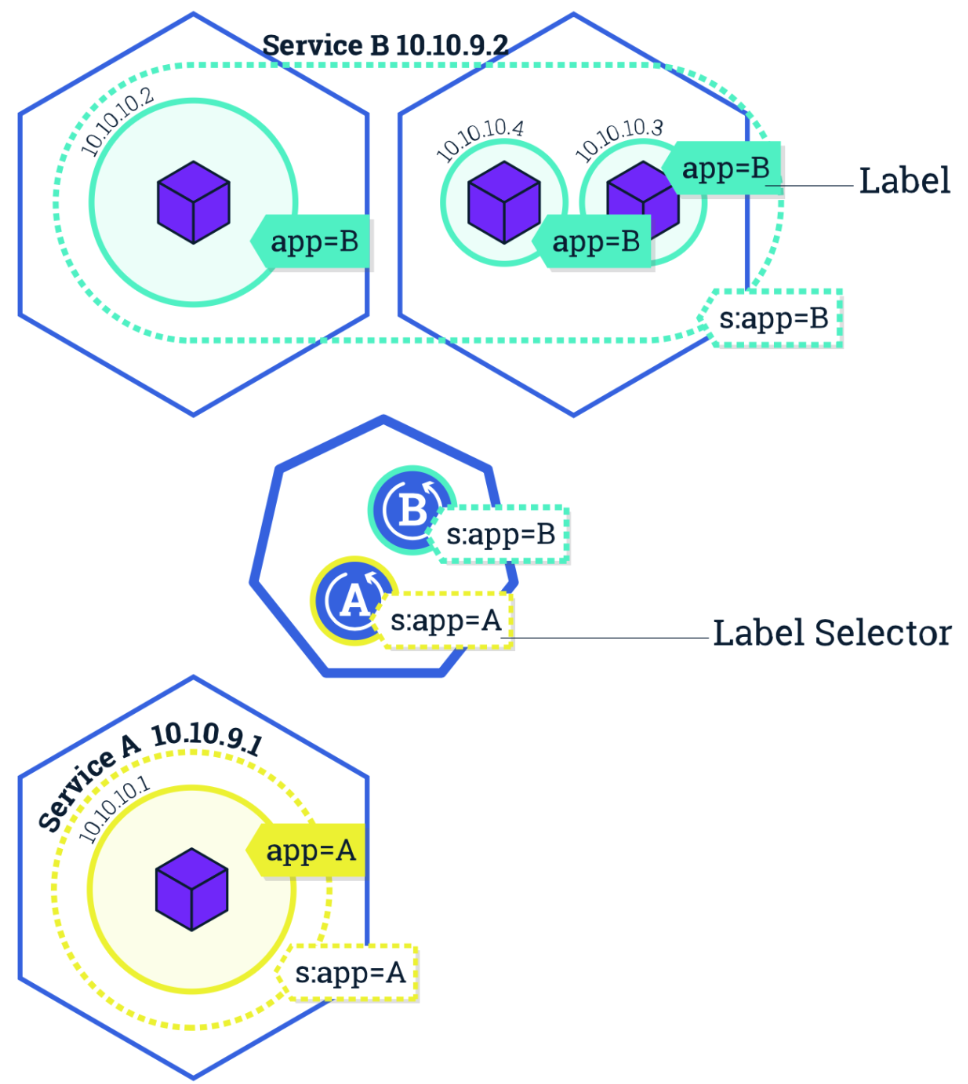 Service B 10.10.9.2
10.10.10.2
10.10.10.4
10.10.10.3
app=B
Label
app=B
app=B
s:app=B
B
s:app=B
A
s:app=A
Label Selector
Service A 10.10.9.1
10.10.10.1
app=A
s:app=A